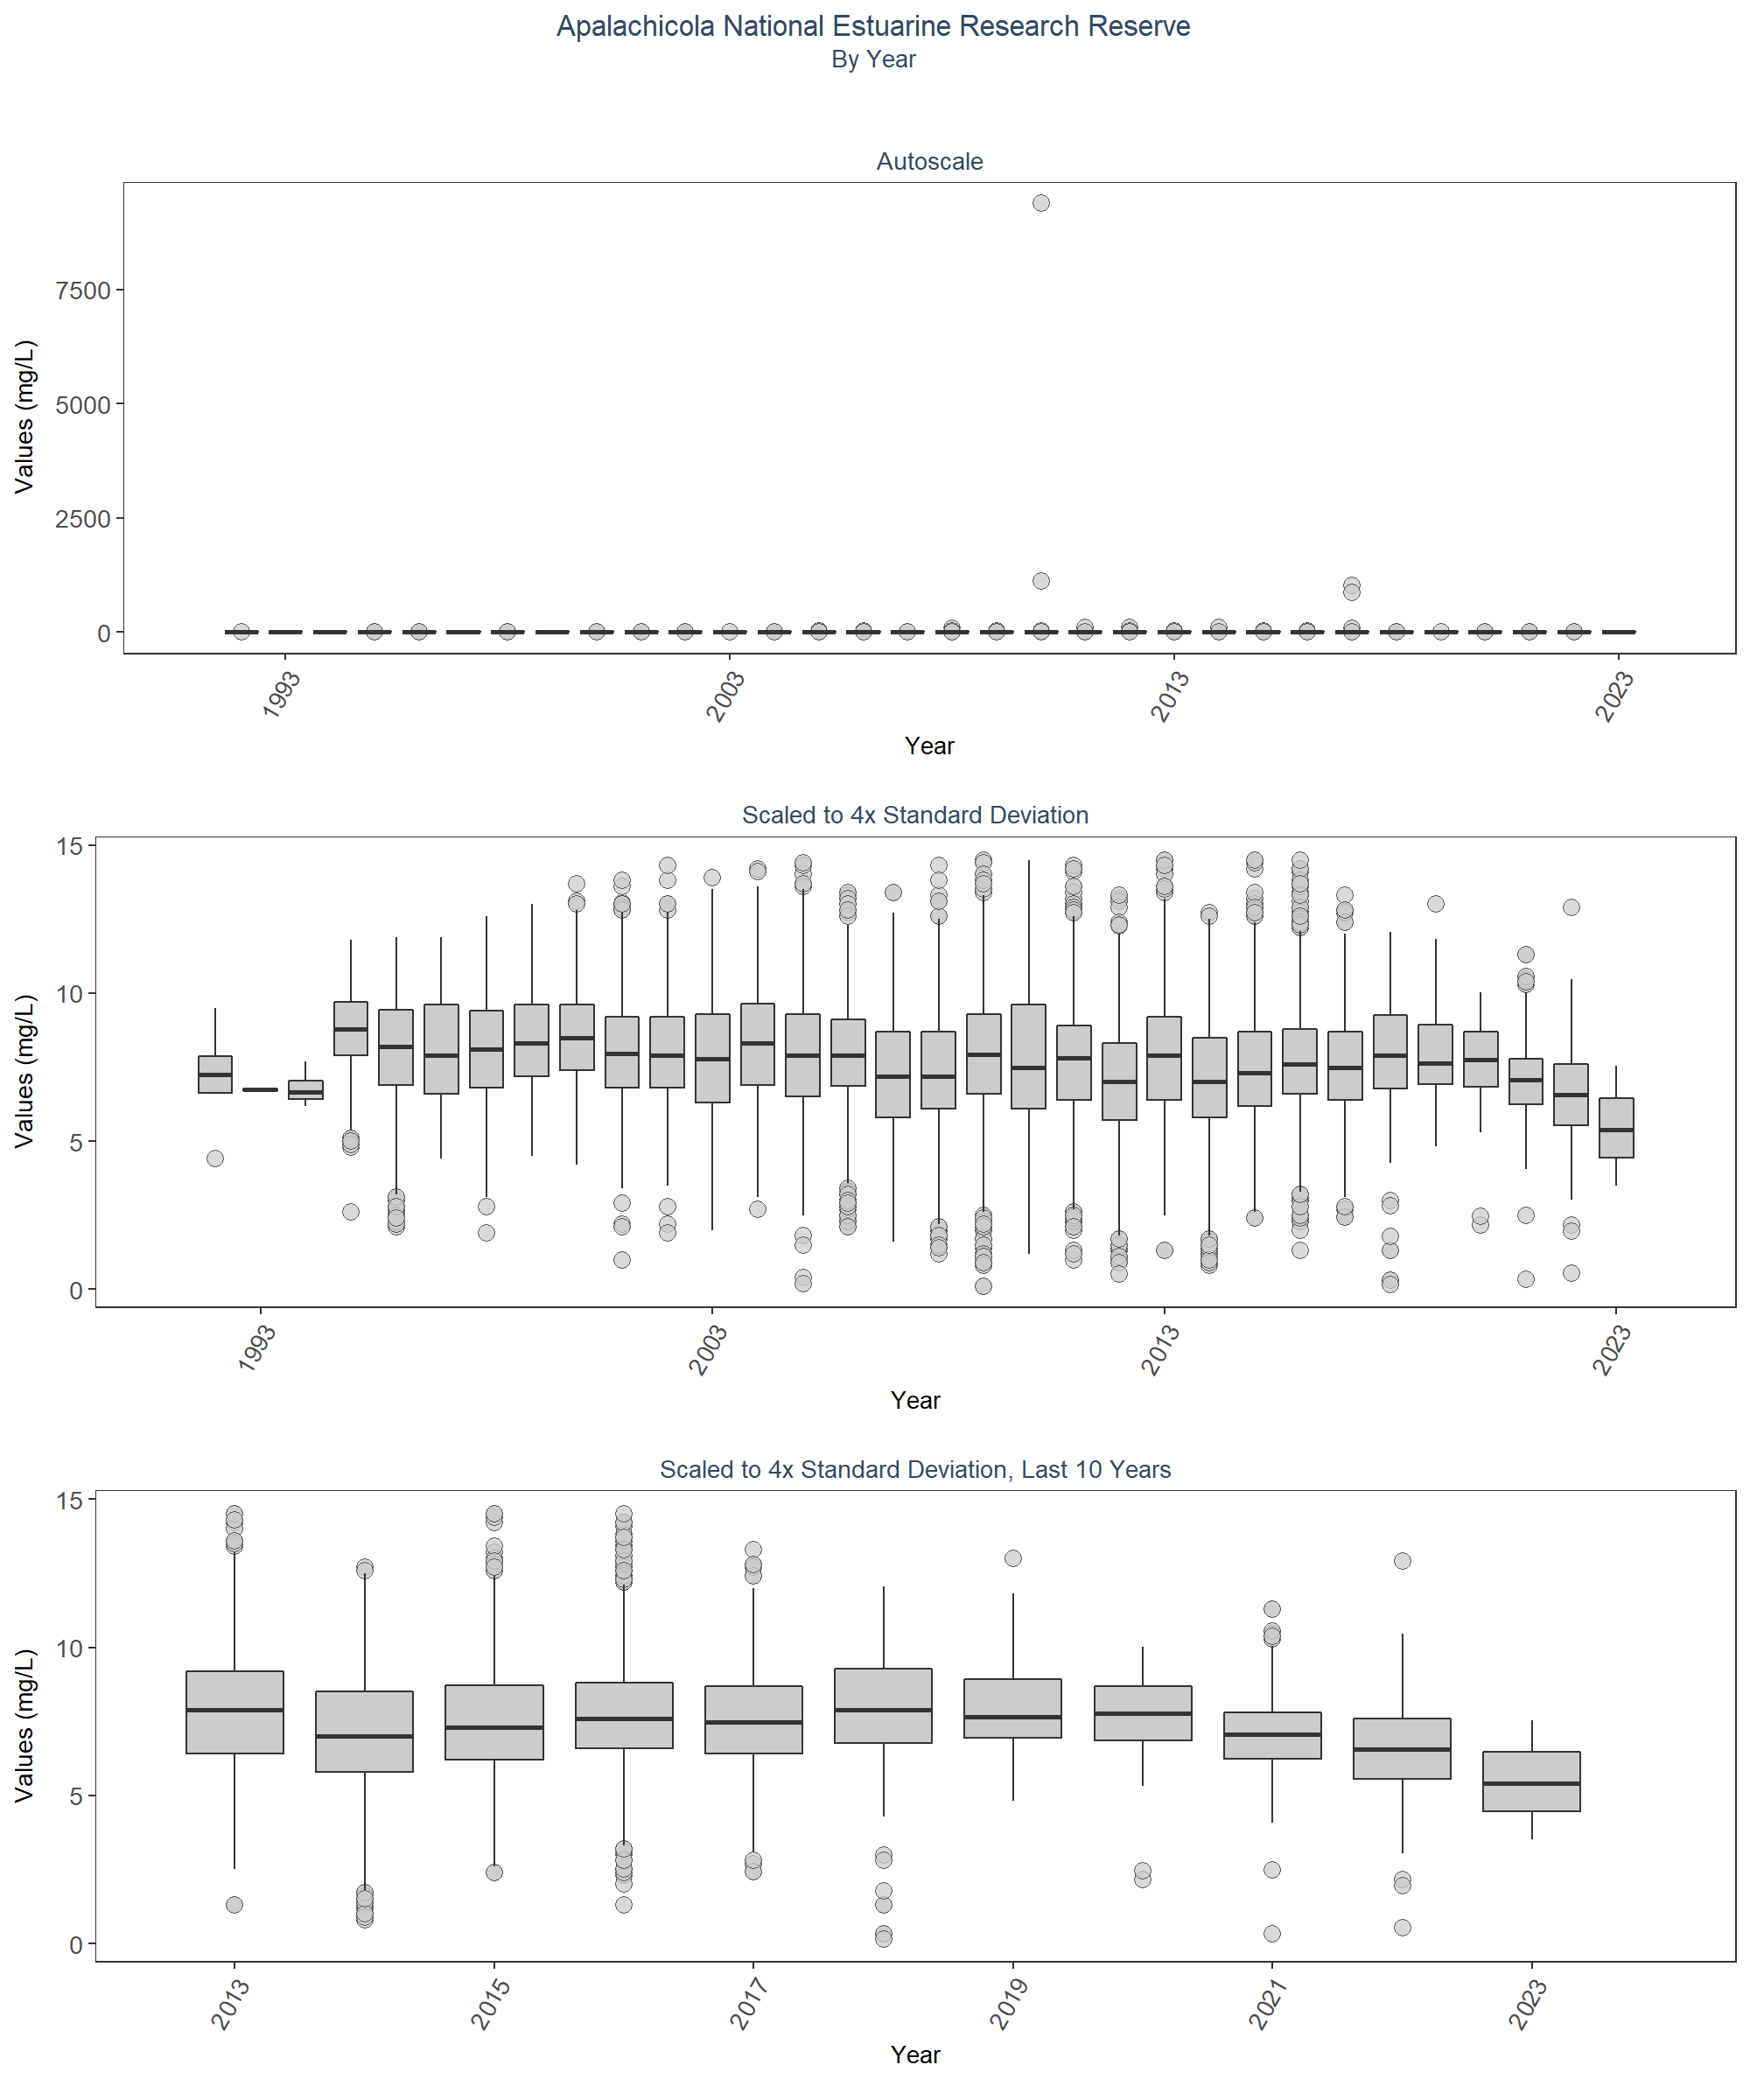 Apalachicola National Estuarine Research Reserve
By Year
Autoscale
Values (mg/L)
7500
5000
2500
0
1993
2003
2013
2023
Year
Scaled to 4x Standard Deviation
Values (mg/L)
15
10
5
0
1993
2003
2013
2023
Year
Scaled to 4x Standard Deviation, Last 10 Years
Values (mg/L)
15
10
5
0
2013
2015
2017
2019
2021
2023
Year